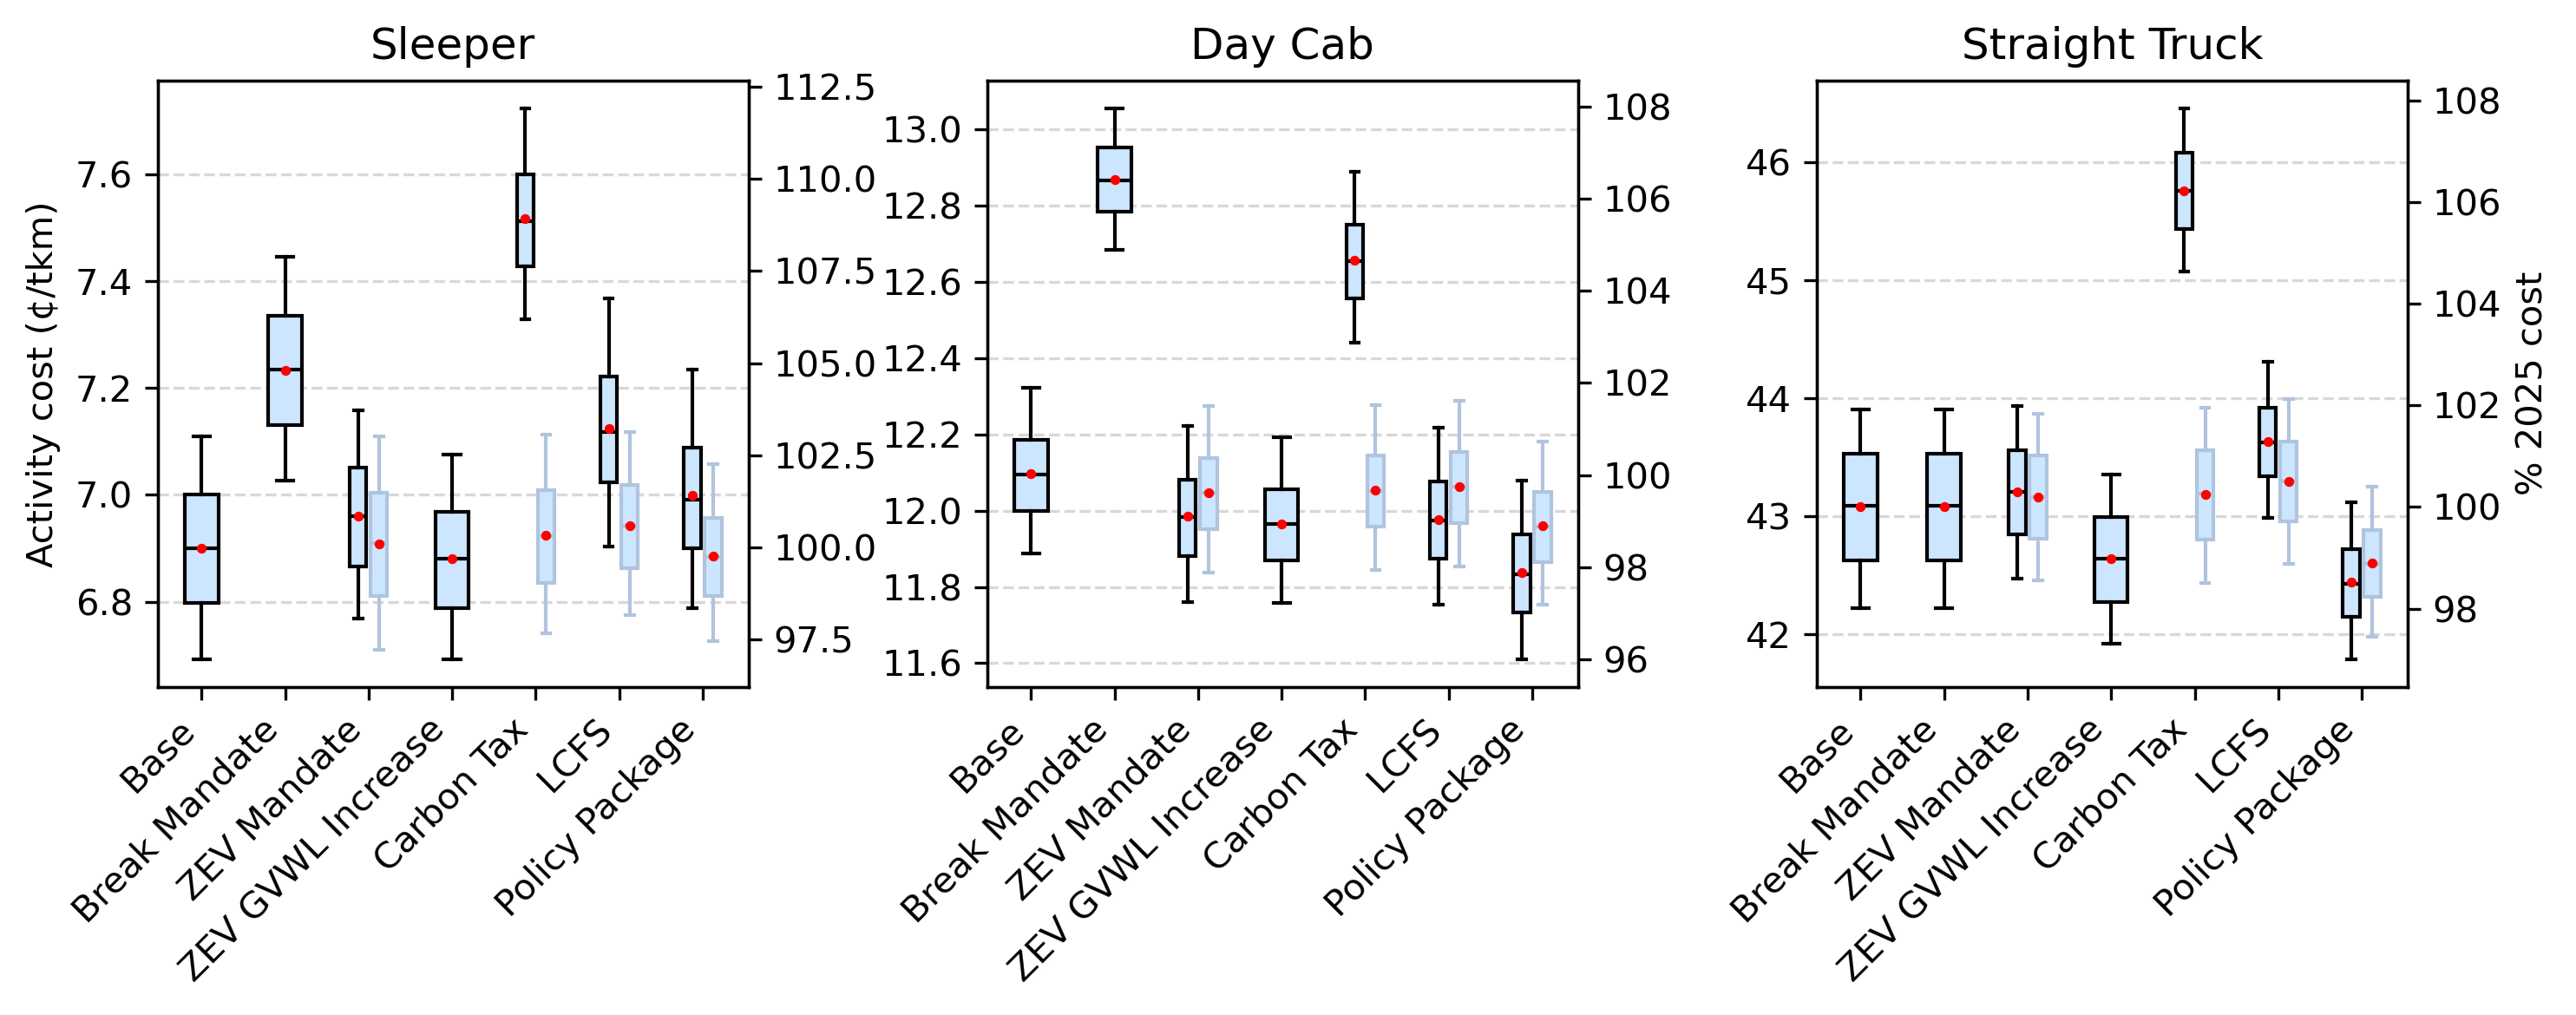 Sleeper
Day Cab
Straight Truck
Activity cost (¢/tkm)
7.6
7.4
7.2
7.0
6.8
112.5
110.0
107.5
105.0
102.5
100.0
97.5
Base
Break Mandate
ZEV Mandate
ZEV GVWL Increase
Carbon Tax
LCFS
Policy Package
13.0
12.8
12.6
12.4
12.2
12.0
11.8
11.6
108
106
104
102
100
98
96
Base
Break Mandate
ZEV Mandate
ZEV GVWL Increase
Carbon Tax
LCFS
Policy Package
46
45
44
43
42
108
106
104
102
100
98
% 2025 cost
Base
Break Mandate
ZEV Mandate
ZEV GVWL Increase
Carbon Tax
LCFS
Policy Package